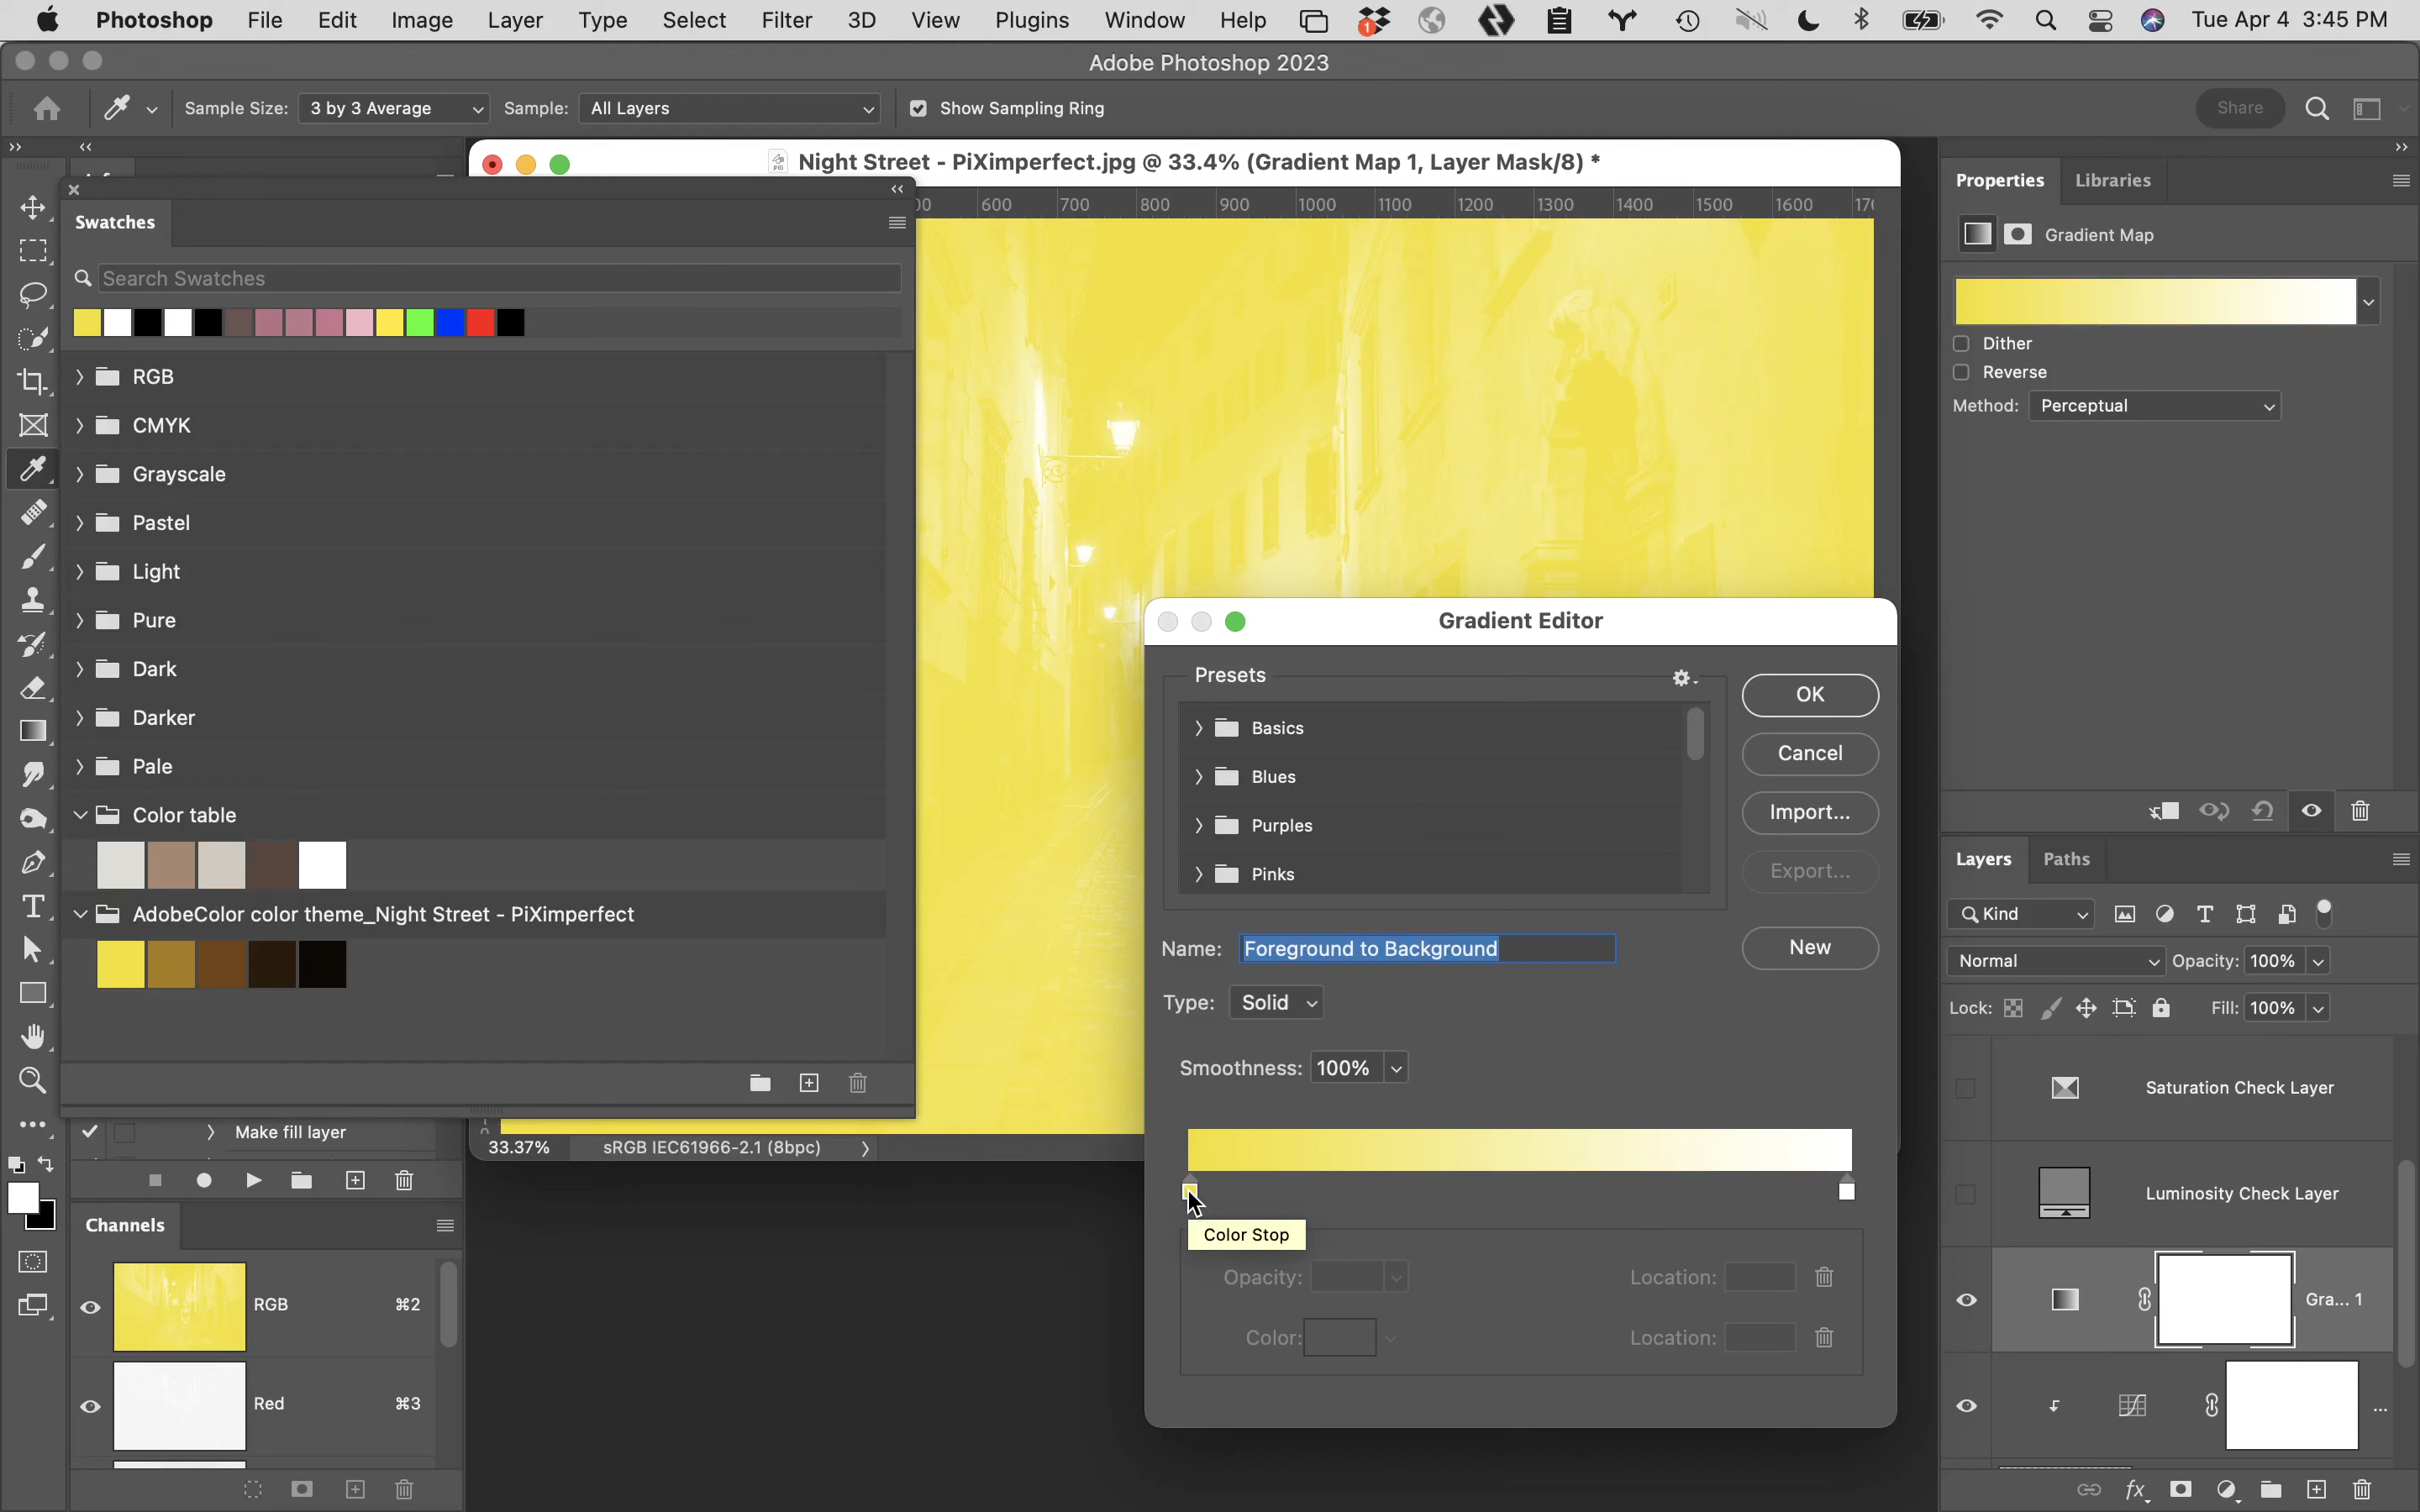 Photoshop File Edit Image Layer Type Select Filter 3D View Plugins Window Help 1 Tue Apr 4 3:45 PM
Adobe Photoshop 2023
Sample Size: 3 by 3 Average Sample: All Layers Show Sampling Ring Share
Night Street - PiXimperfect.jpg @ 33.4% (Gradient Map 1, Layer Mask/8) *
600 700 800 900 1000 1100 1200 1300 1400 1500 1600
Swatches
Search Swatches
RGB
CMYK
Grayscale
Pastel
Light
Pure
Dark
Darker
Pale
Color table
AdobeColor color theme_Night Street - PiXimperfect
Make fill layer
33.37% sRGB IEC61966-2.1 (8bpc)
Channels
RGB ⌘2
Red ⌘3
Gradient Editor
Presets
Basics
Blues
Purples
Pinks
OK
Cancel
Import...
Export...
New
Name: Foreground to Background
Type: Solid
Smoothness: 100%
Color Stop
Opacity: Location:
Color: Location:
Properties Libraries
Gradient Map
Dither
Reverse
Method: Perceptual
Layers Paths
Kind
Normal Opacity: 100%
Lock: Fill: 100%
Saturation Check Layer
Luminosity Check Layer
Gra... 1
...
fx